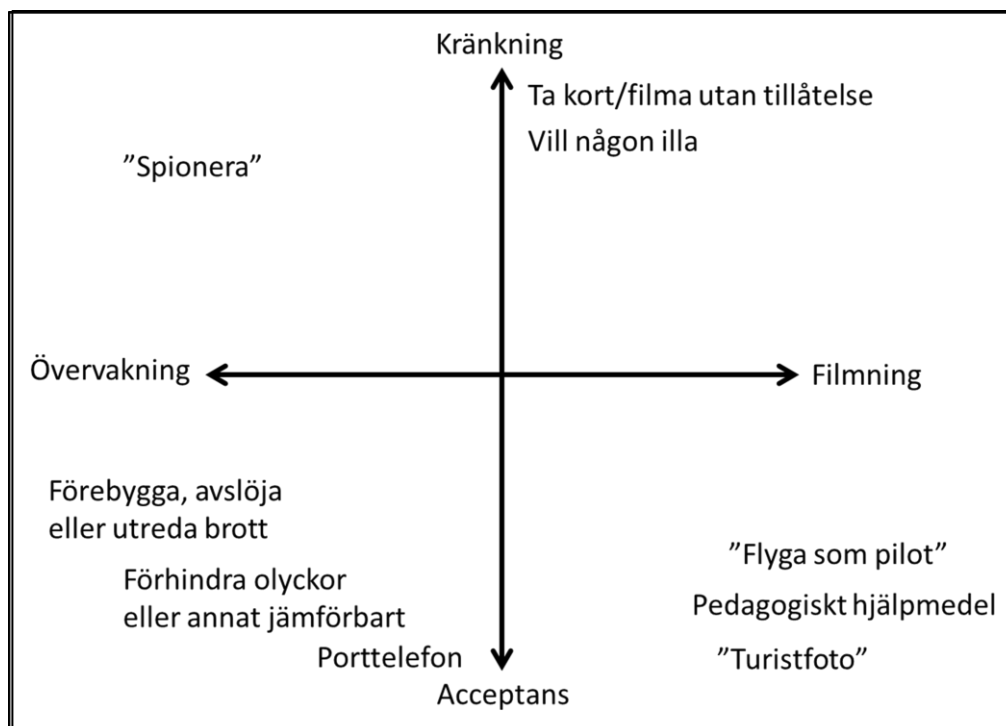 Kränkning
Ta kort/filma utan tillåtelse
Vill någon illa
”Spionera”
Övervakning
Filmning
Förebygga, avslöja
eller utreda brott
”Flyga som pilot”
Förhindra olyckor
eller annat jämförbart
Pedagogiskt hjälpmedel
Porttelefon
”Turistfoto”
Acceptans